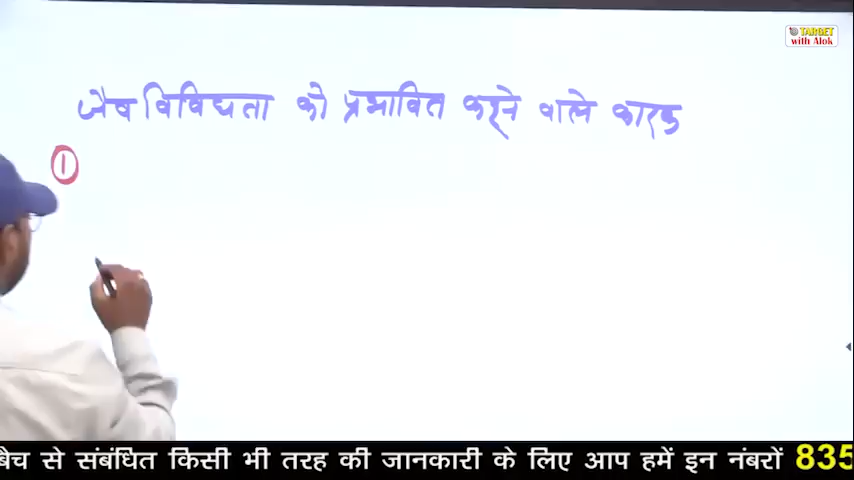 TARGET
with Alok
जैव विविधता को प्रभावित करने वाले कारक
1
बैच से संबंधित किसी भी तरह की जानकारी के लिए आप हमें इन नंबरों 835